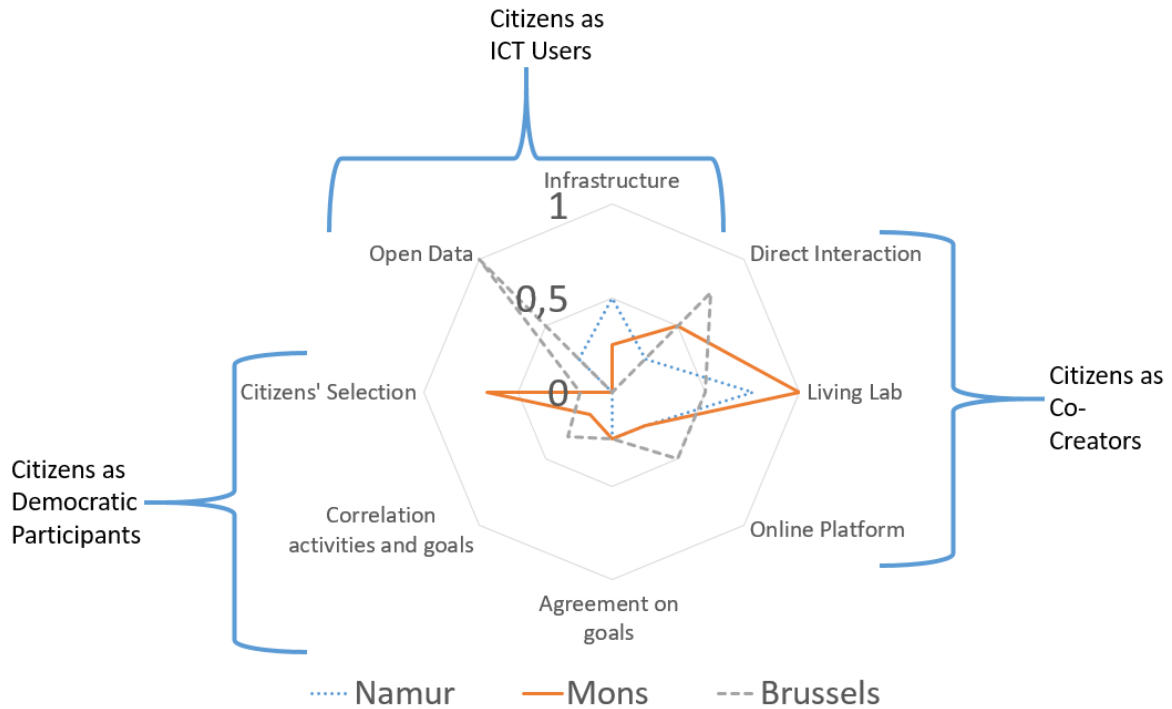 Citizens as
ICT Users
Infrastructure
1
Open Data
Direct Interaction
0,5
Citizens' Selection
0
Living Lab
Citizens as
Co-
Creators
Citizens as
Democratic
Participants
Correlation
activities and goals
Online Platform
Agreement on
goals
Namur
Mons
Brussels